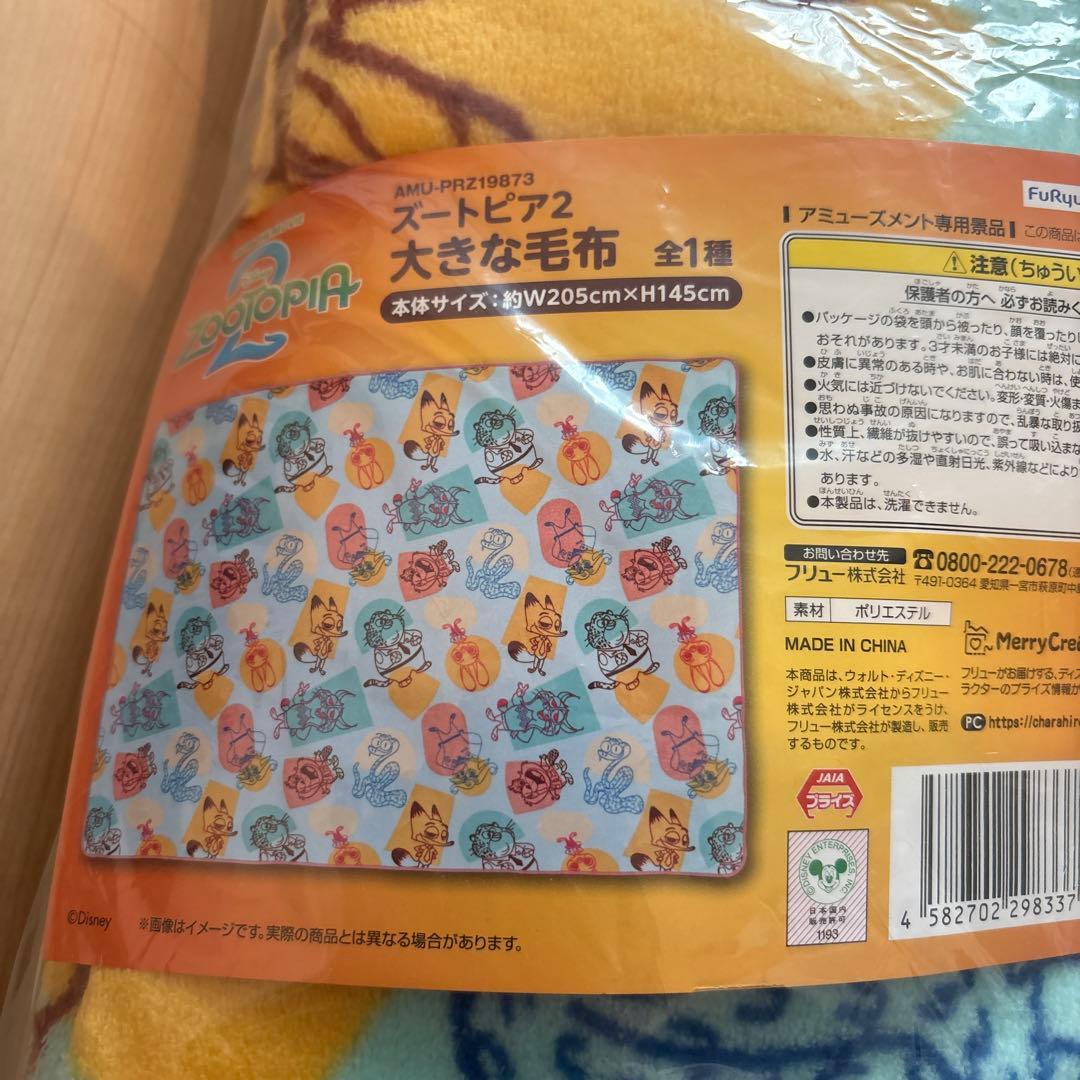 AMU-PRZ19873
ズートピア2
大きな毛布 全1種
本体サイズ:約W205cm×H145cm
Disney
ZOOTOPIA
2
©Disney
※画像はイメージです。実際の商品とは異なる場合があります。
FuRyu
アミューズメント専用景品
この商品は
注意(ちゅうい
保護者の方へ 必ずお読みく
●パッケージの袋を頭から被ったり、顔を覆ったりし
おそれがあります。3才未満のお子様には絶対に
●皮膚に異常のある時や、お肌に合わない時は、使
●火気には近づけないでください。変形・変質・火傷ま
●思わぬ事故の原因になりますので、乱暴な取り扱
●性質上、繊維が抜けやすいので、誤って吸い込まな
●水、汗などの多湿や直射日光、紫外線などにより
あります。
●本製品は、洗濯できません。
お問い合わせ先
フリュー株式会社
☎0800-222-0678
〒491-0364 愛知県一宮市萩原町中
素材 ポリエステル
MADE IN CHINA
本商品は、ウォルト・ディズニー・
ジャパン株式会社からフリュー
株式会社がライセンスをうけ、
フリュー株式会社が製造し、販売
するものです。
MerryCre
フリューがお届けする、ディズ
ラクターのプライズ情報が
PC https://charahiro
JAIA
プライズ
©DISNEY ENTERPRISES INC.
日本国内
販売許可
1193
4 582702 298337